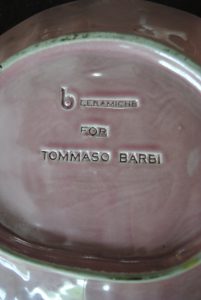 b CERAMICHE
FOR
TOMMASO BARBI